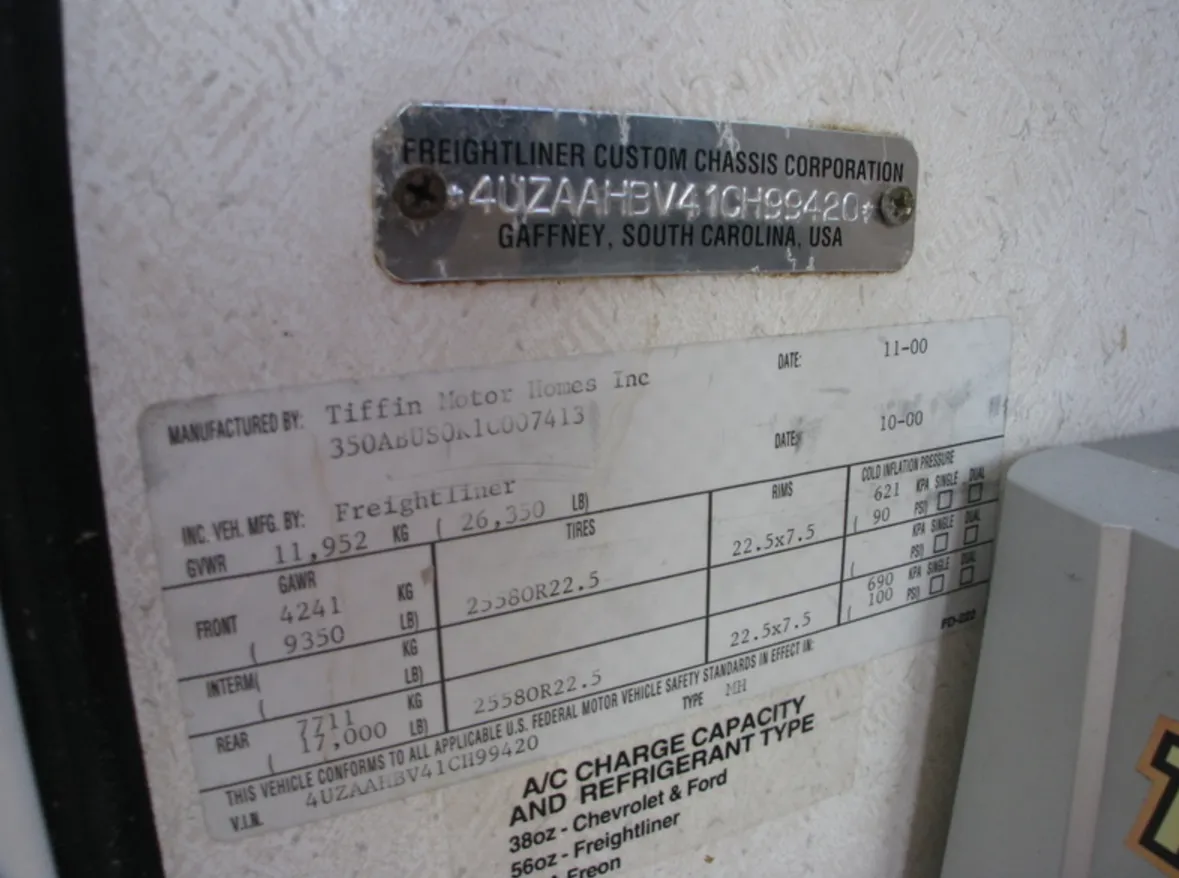 FREIGHTLINER CUSTOM CHASSIS CORPORATION
*4UZAAHBV41CH99420*
GAFFNEY, SOUTH CAROLINA, USA
MANUFACTURED BY: Tiffin Motor Homes Inc DATE: 11-00
INC. VEH. MFG. BY: Freightliner DATE: 10-00
GVWR 11,952 KG ( 26,350 LB)
GAWR TIRES RIMS COLD INFLATION PRESSURE
FRONT 4241 KG 25580R22.5 22.5x7.5 621 KPA SINGLE DUAL
( 9350 LB) ( 90 PSI)
INTERM( KG KPA SINGLE DUAL
( LB) ( PSI)
REAR 7711 KG 25580R22.5 22.5x7.5 690 KPA SINGLE DUAL
( 17,000 LB) ( 100 PSI)
THIS VEHICLE CONFORMS TO ALL APPLICABLE U.S. FEDERAL MOTOR VEHICLE SAFETY STANDARDS IN EFFECT IN:
V.I.N. 4UZAAHBV41CH99420 TYPE MH
FD-222
A/C CHARGE CAPACITY
AND REFRIGERANT TYPE
38oz - Chevrolet & Ford
56oz - Freightliner
Freon